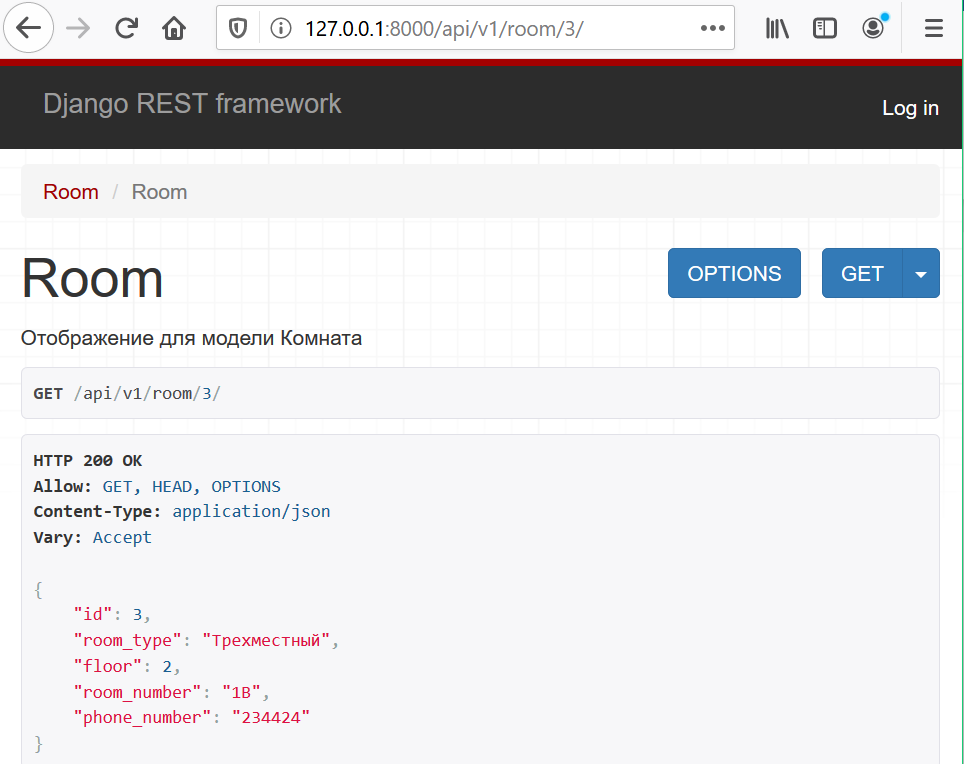 127.0.0.1:8000/api/v1/room/3/
Django REST framework
Log in
Room / Room
Room
OPTIONS
GET
Отображение для модели Комната
GET /api/v1/room/3/
HTTP 200 OK
Allow: GET, HEAD, OPTIONS
Content-Type: application/json
Vary: Accept
{
"id": 3,
"room_type": "Трехместный",
"floor": 2,
"room_number": "1B",
"phone_number": "234424"
}